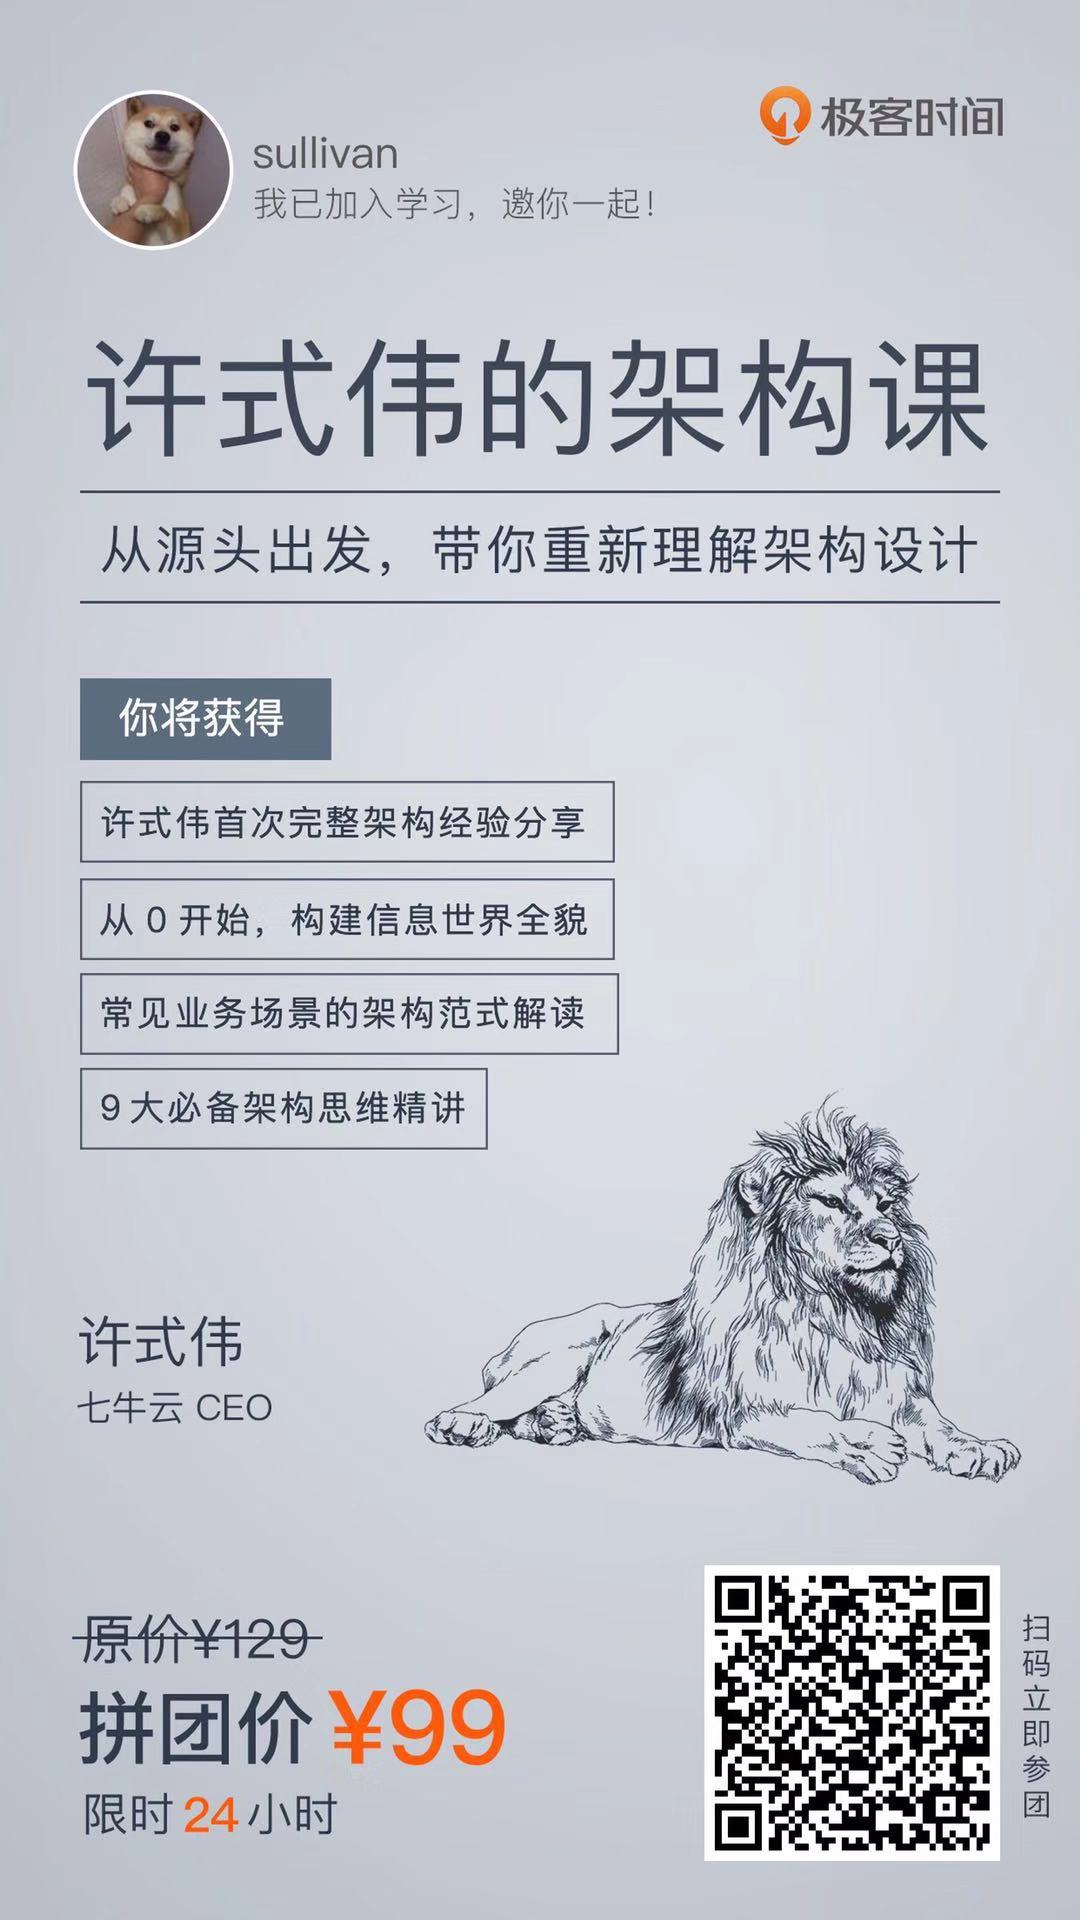 极客时间
sullivan
我已加入学习，邀你一起！
许式伟的架构课
从源头出发，带你重新理解架构设计
你将获得
许式伟首次完整架构经验分享
从 0 开始，构建信息世界全貌
常见业务场景的架构范式解读
9 大必备架构思维精讲
许式伟
七牛云 CEO
原价¥129
拼团价 ¥99
限时 24 小时
扫码立即参团